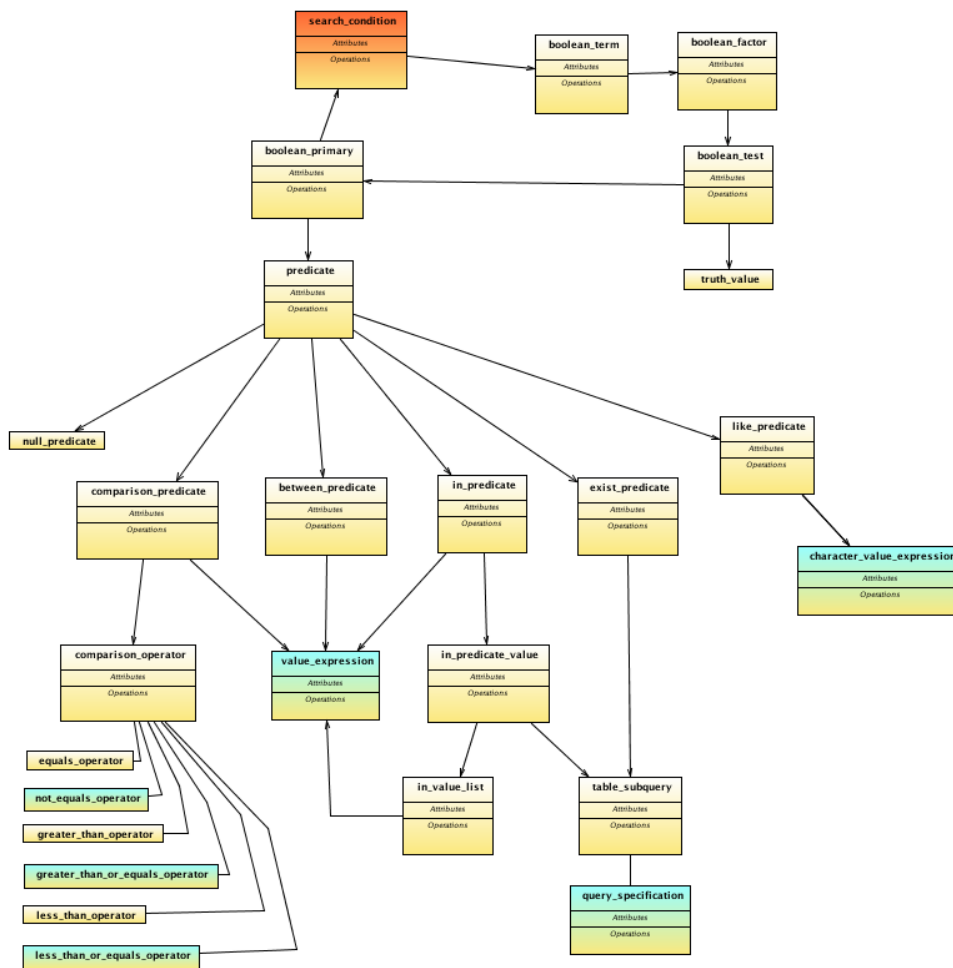 search_condition
Attributes
Operations
boolean_term
Attributes
Operations
boolean_factor
Attributes
Operations
boolean_primary
Attributes
Operations
boolean_test
Attributes
Operations
predicate
Attributes
Operations
truth_value
null_predicate
like_predicate
Attributes
Operations
comparison_predicate
Attributes
Operations
between_predicate
Attributes
Operations
in_predicate
Attributes
Operations
exist_predicate
Attributes
Operations
character_value_expression
Attributes
Operations
comparison_operator
Attributes
Operations
value_expression
Attributes
Operations
in_predicate_value
Attributes
Operations
equals_operator
not_equals_operator
greater_than_operator
greater_than_or_equals_operator
less_than_operator
less_than_or_equals_operator
in_value_list
Attributes
Operations
table_subquery
Attributes
Operations
query_specification
Attributes
Operations